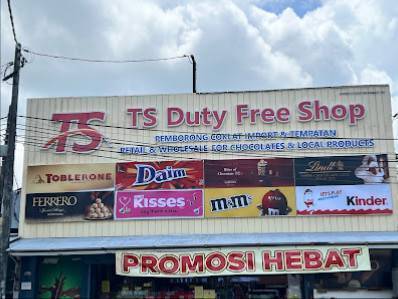 TS
TS Duty Free Shop
PEMBORONG COKLAT IMPORT & TEMPATAN
RETAIL & WHOLESALE FOR CHOCOLATES & LOCAL PRODUCTS
TOBLERONE
Daim
Lindt
FERRERO
KISSES
m&m's
Kinder
PROMOSI HEBAT